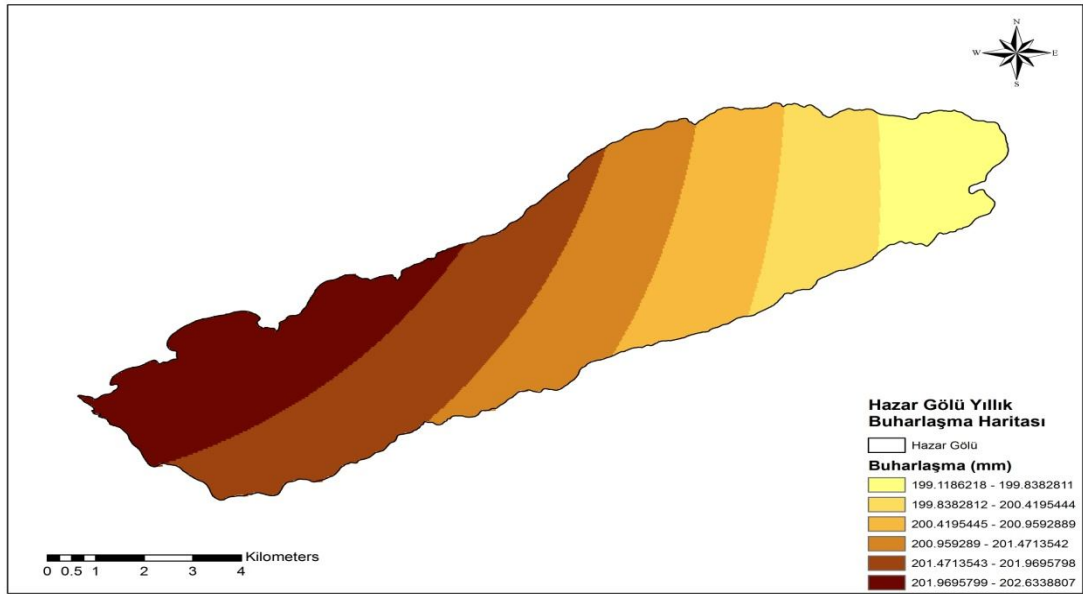 N
W E
S
Hazar Gölü Yıllık
Buharlaşma Haritası
Hazar Gölü
Buharlaşma (mm)
199.1186218 - 199.8382811
199.8382812 - 200.4195444
200.4195445 - 200.9592889
200.959289 - 201.4713542
201.4713543 - 201.9695798
201.9695799 - 202.6338807
Kilometers
0 0.5 1 2 3 4